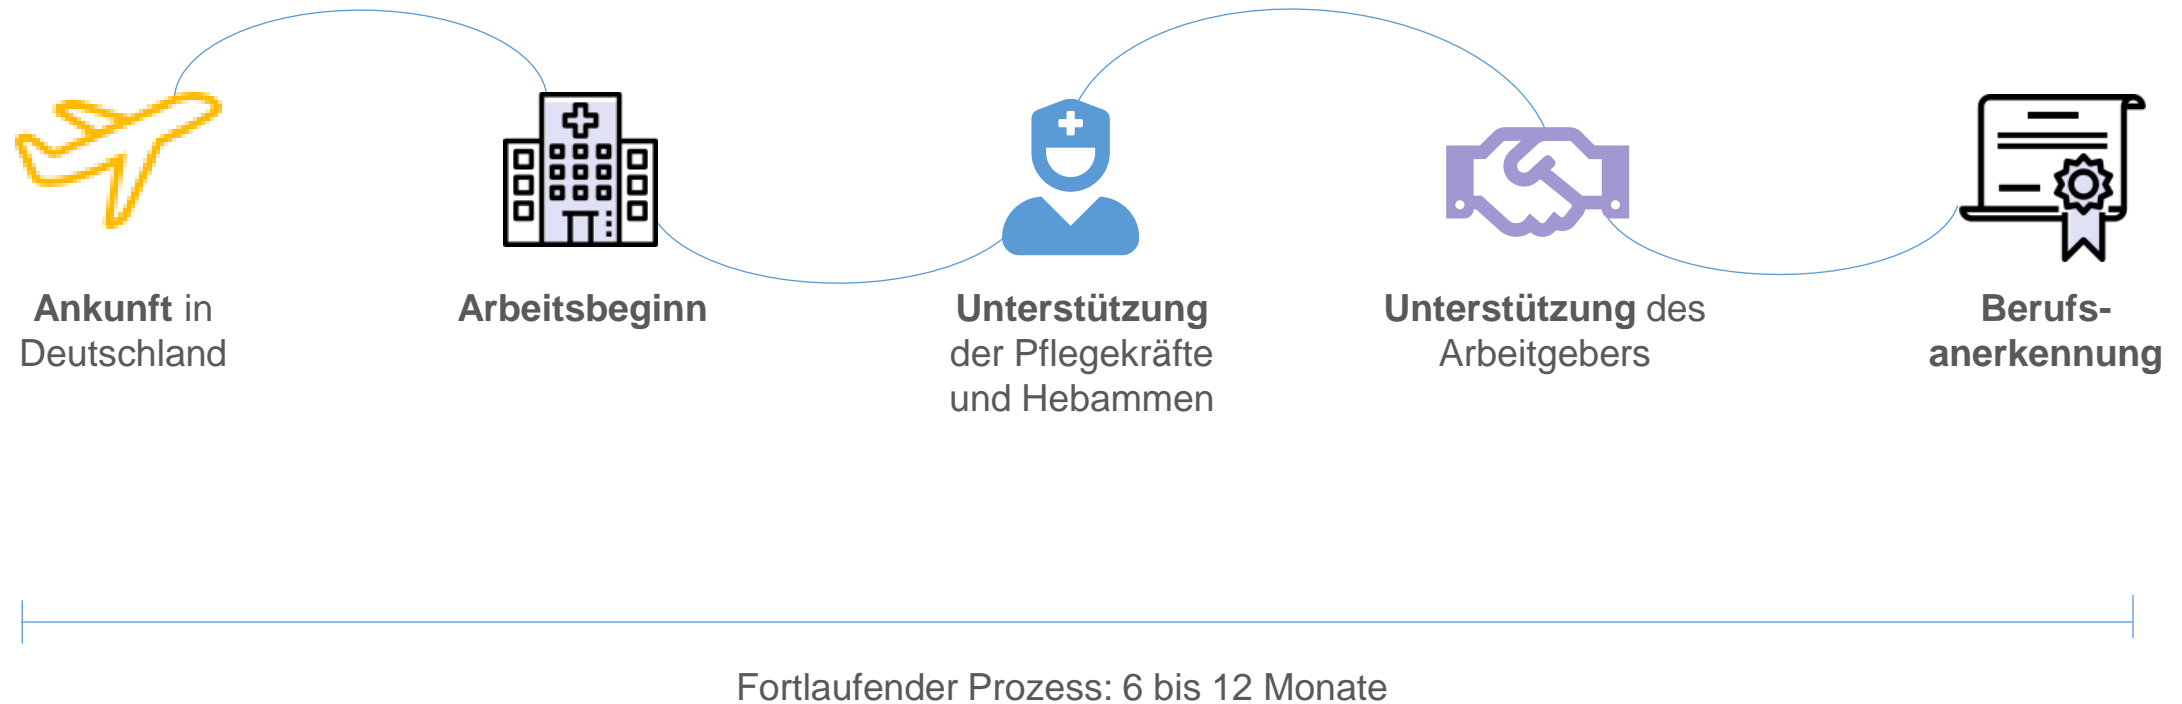 Ankunft in
Deutschland
Arbeitsbeginn
Unterstützung
der Pflegekräfte
und Hebammen
Unterstützung des
Arbeitgebers
Berufs-
anerkennung
Fortlaufender Prozess: 6 bis 12 Monate